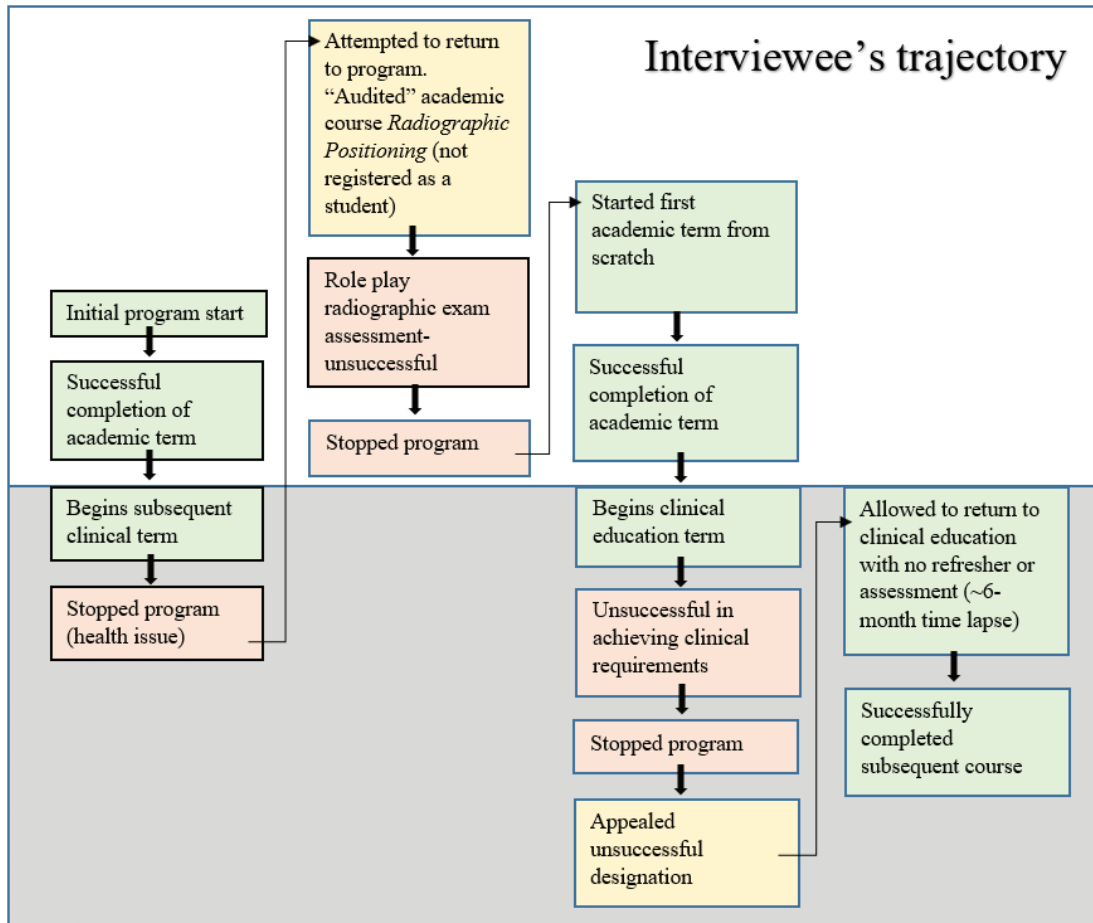 Interviewee’s trajectory
Initial program start
Successful
completion of
academic term
Begins subsequent
clinical term
Stopped program
(health issue)
Attempted to return
to program.
“Audited” academic
course Radiographic
Positioning (not
registered as a
student)
Role play
radiographic exam
assessment-
unsuccessful
Stopped program
Started first
academic term from
scratch
Successful
completion of
academic term
Begins clinical
education term
Unsuccessful in
achieving clinical
requirements
Stopped program
Appealed
unsuccessful
designation
Allowed to return to
clinical education
with no refresher or
assessment (~6-
month time lapse)
Successfully
completed
subsequent course